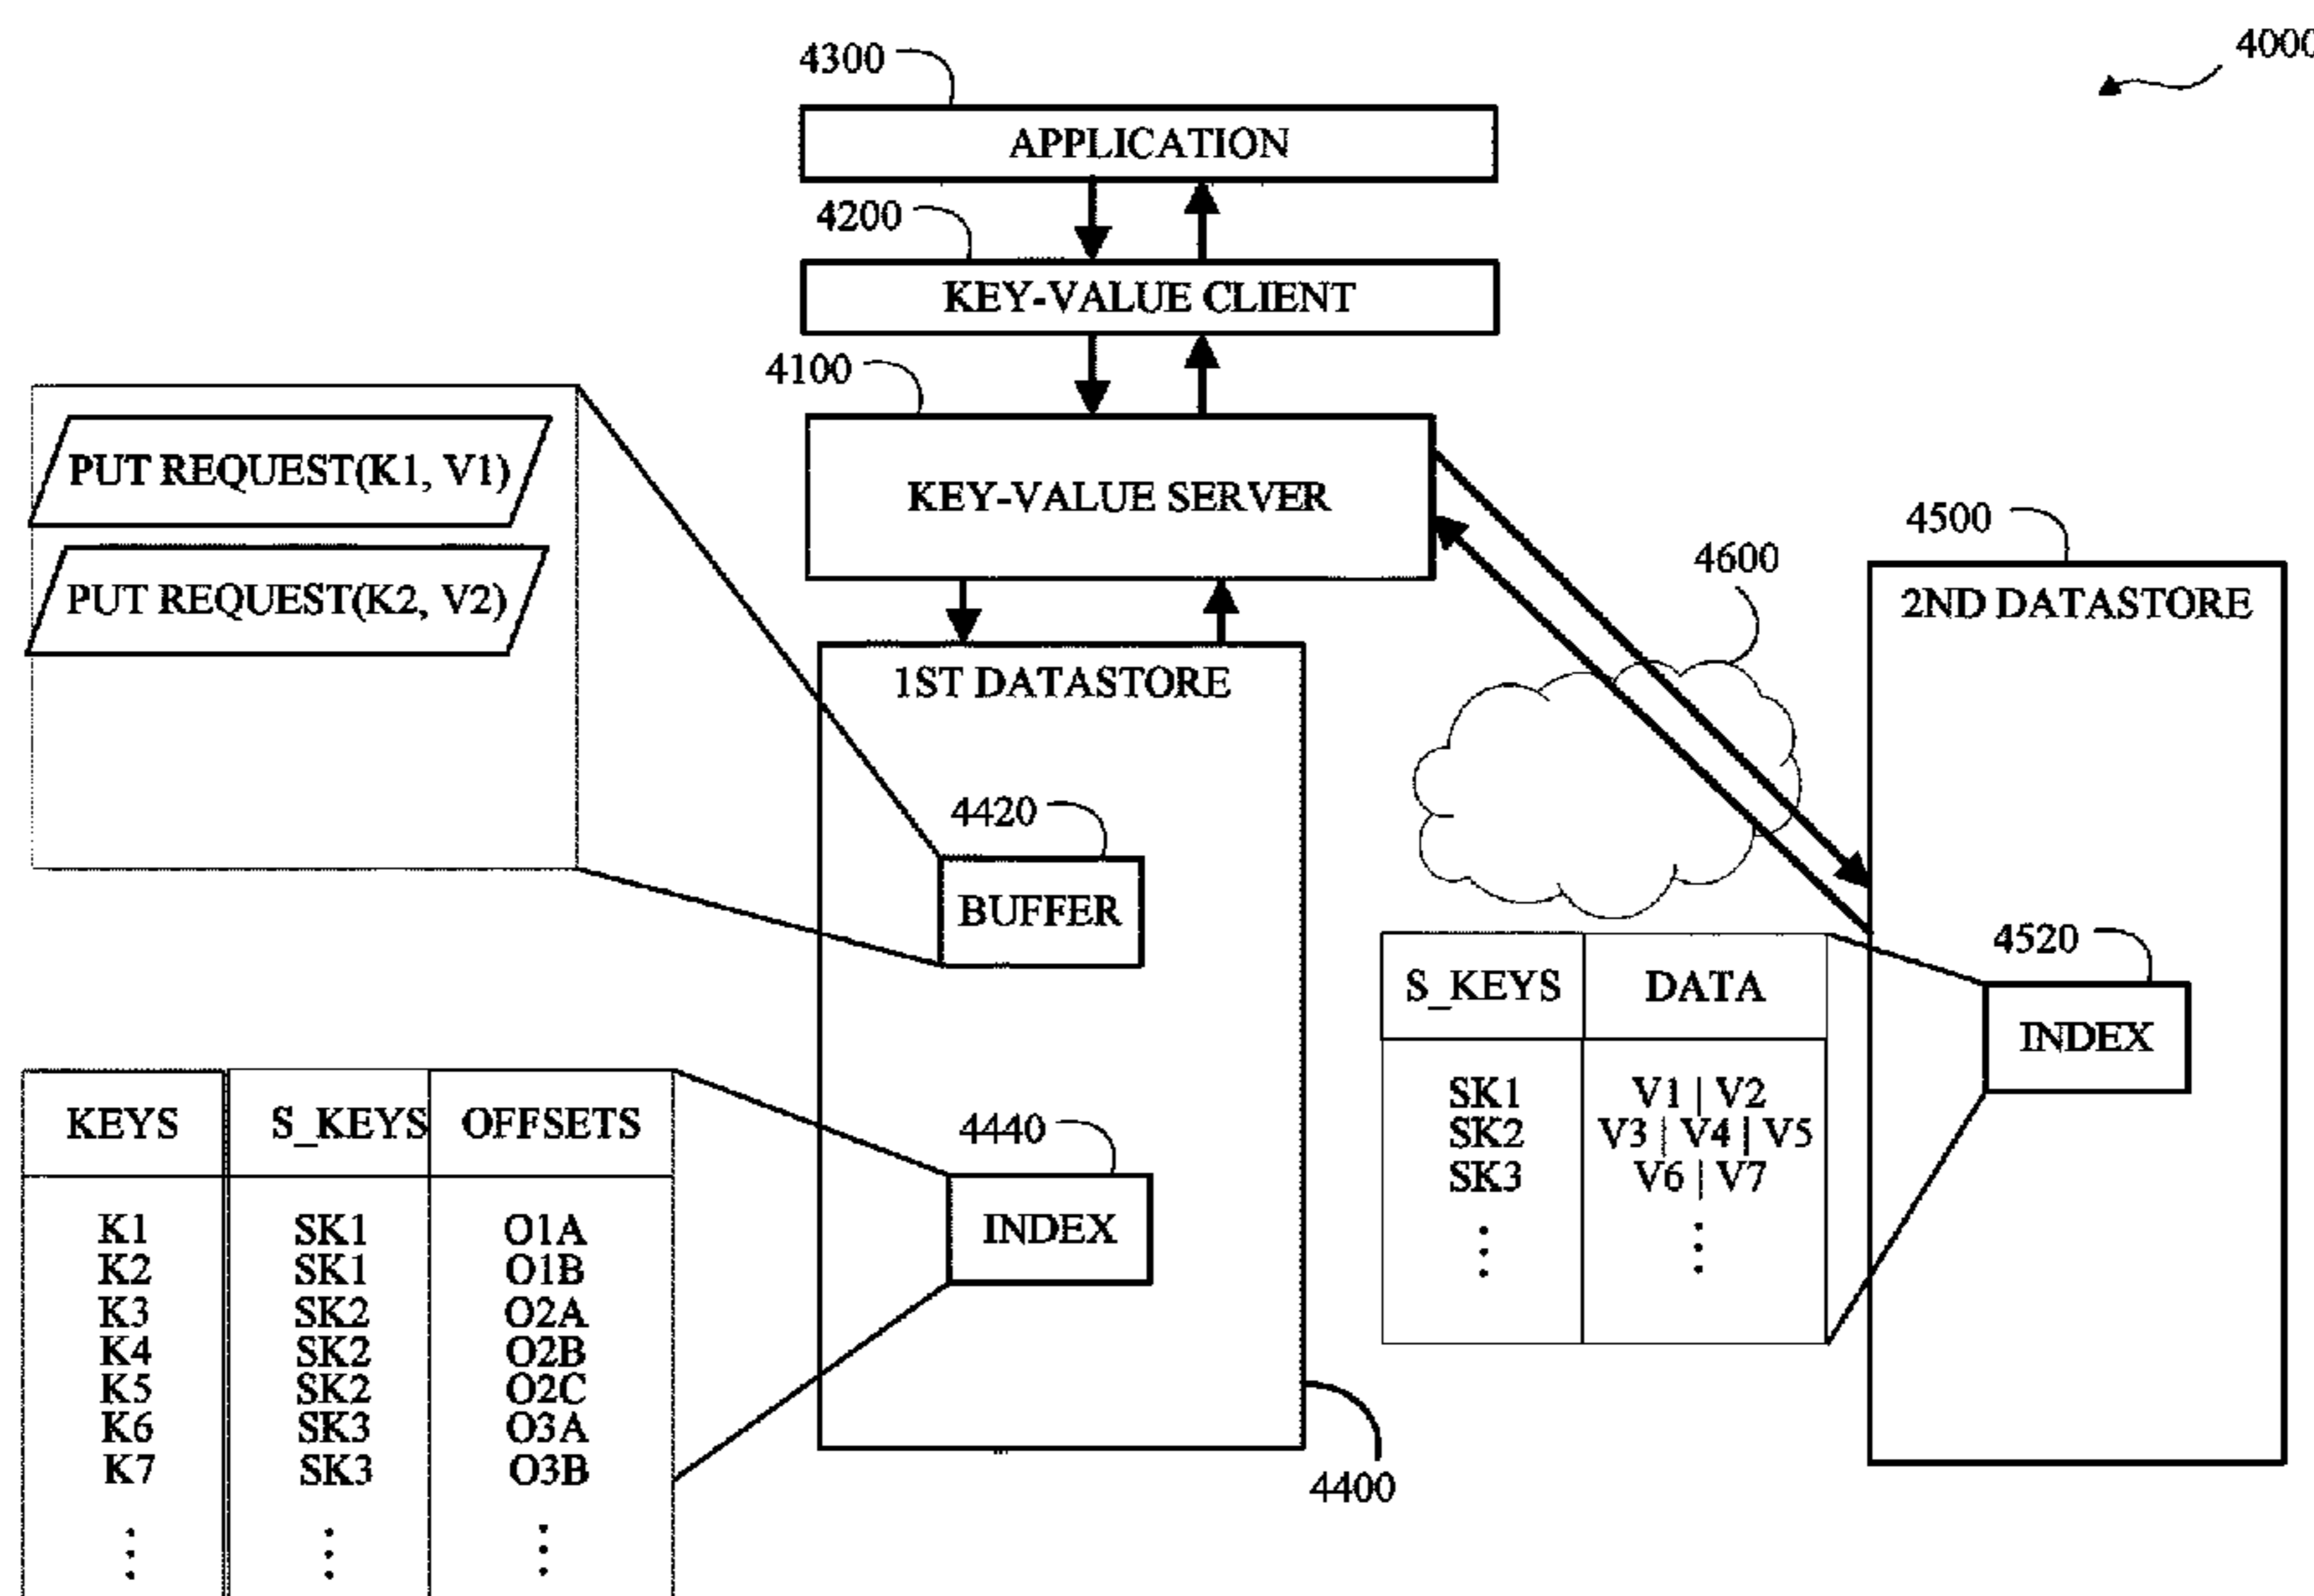 4000
4300
APPLICATION
4200
KEY-VALUE CLIENT
4100
KEY-VALUE SERVER
PUT REQUEST(K1, V1)
PUT REQUEST(K2, V2)
4500
2ND DATASTORE
4600
1ST DATASTORE
4420
BUFFER
4520
INDEX
S_KEYS DATA
SK1 V1 | V2
SK2 V3 | V4 | V5
SK3 V6 | V7
⋮ ⋮
4440
INDEX
KEYS S_KEYS OFFSETS
K1 SK1 O1A
K2 SK1 O1B
K3 SK2 O2A
K4 SK2 O2B
K5 SK2 O2C
K6 SK3 O3A
K7 SK3 O3B
⋮ ⋮ ⋮
4400